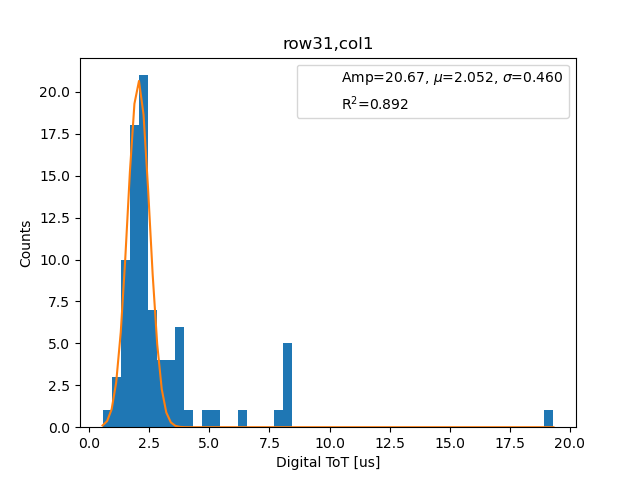 row31,col1
Amp=20.67, μ=2.052, σ=0.460
R²=0.892
Counts
20.0
17.5
15.0
12.5
10.0
7.5
5.0
2.5
0.0
0.0 2.5 5.0 7.5 10.0 12.5 15.0 17.5 20.0
Digital ToT [us]